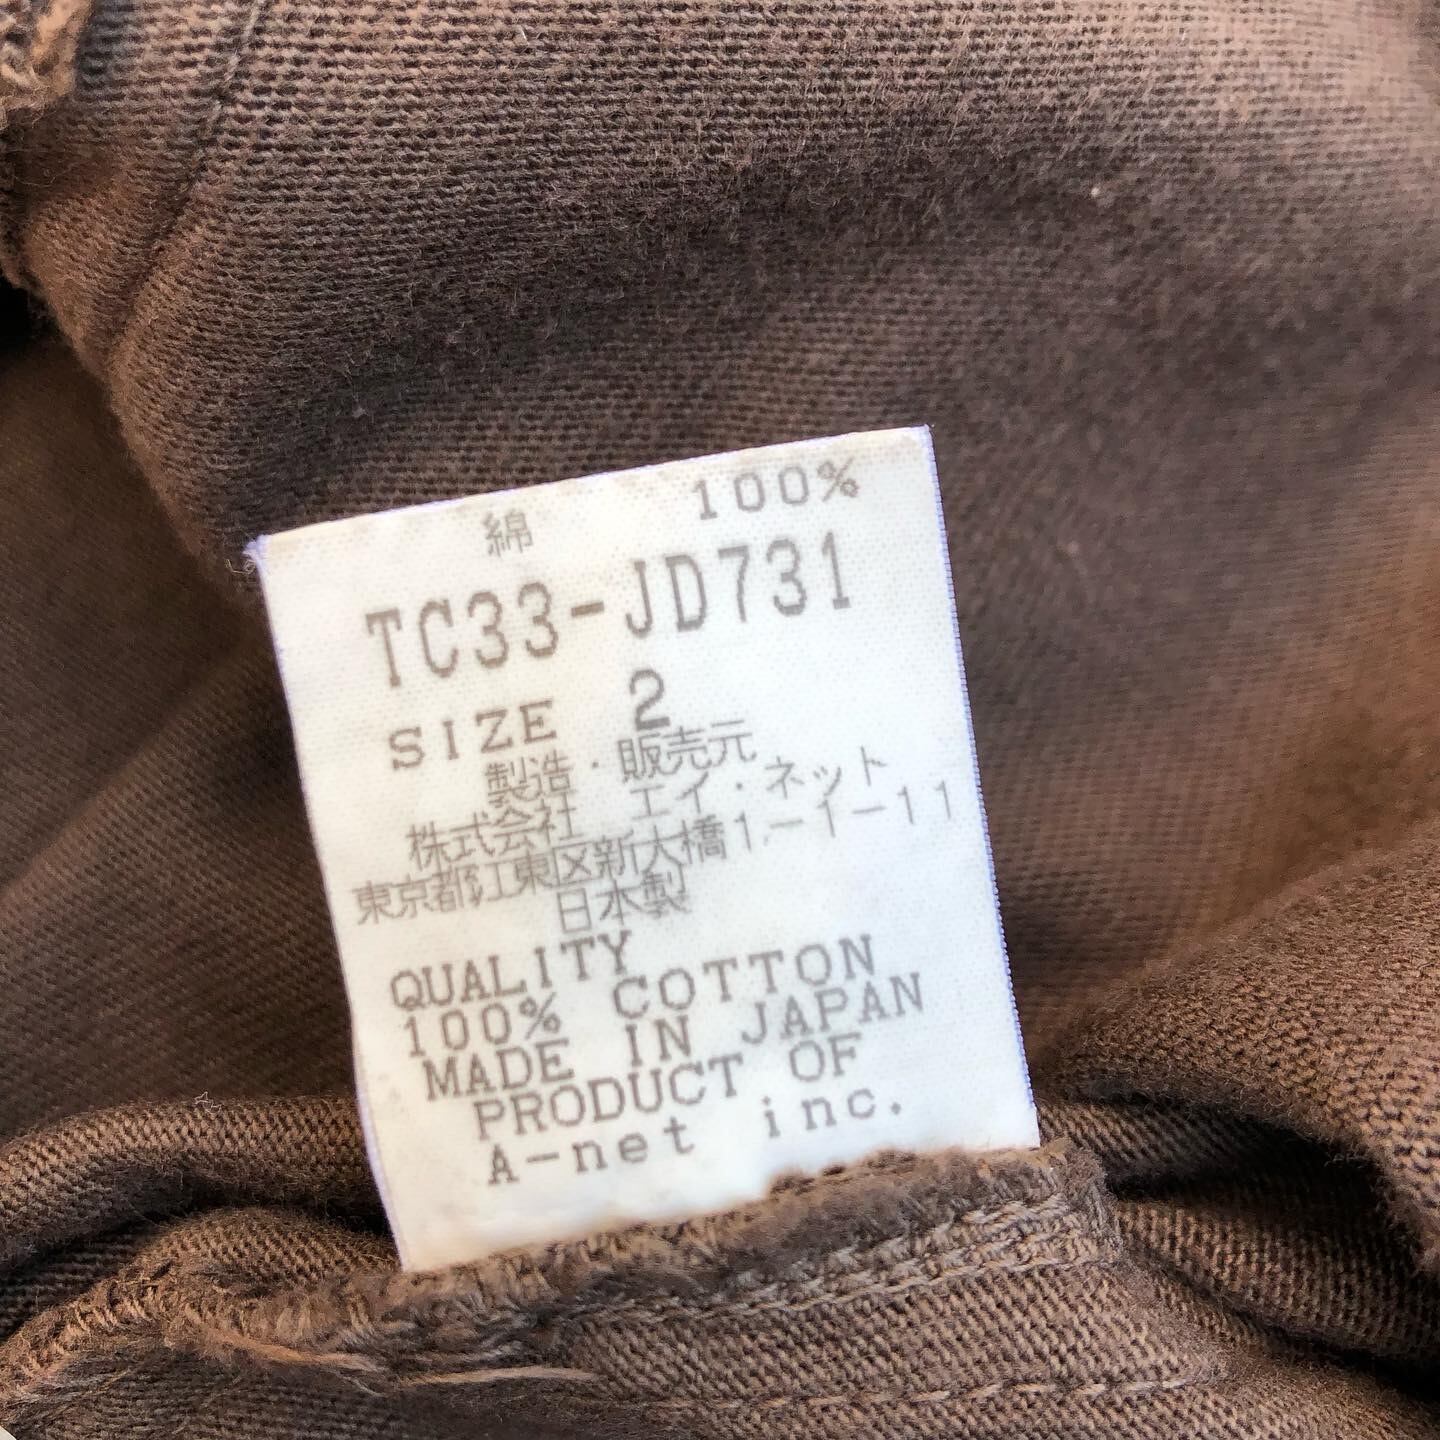 綿 100%
TC33-JD731
SIZE 2
製造・販売元
株式会社 エイ・ネット
東京都江東区新大橋1-1-11
日本製
QUALITY
100% COTTON
MADE IN JAPAN
PRODUCT OF
A-net inc.